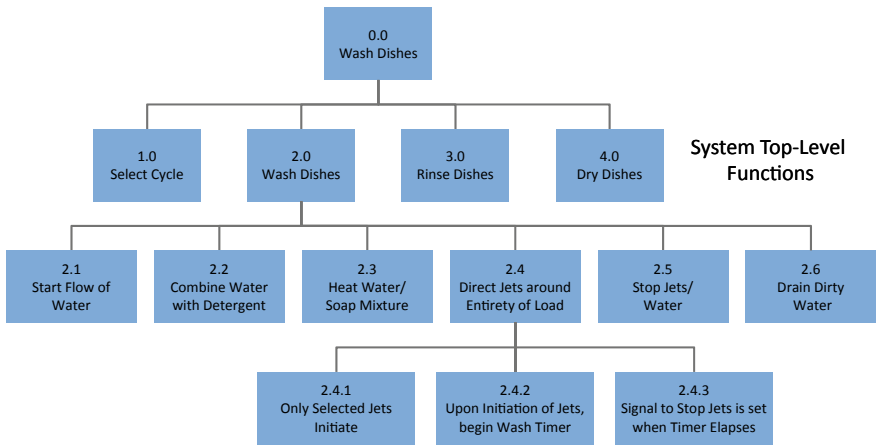 0.0
Wash Dishes
1.0
Select Cycle
2.0
Wash Dishes
3.0
Rinse Dishes
4.0
Dry Dishes
System Top-Level
Functions
2.1
Start Flow of
Water
2.2
Combine Water
with Detergent
2.3
Heat Water/
Soap Mixture
2.4
Direct Jets around
Entirety of Load
2.5
Stop Jets/
Water
2.6
Drain Dirty
Water
2.4.1
Only Selected Jets
Initiate
2.4.2
Upon Initiation of Jets,
begin Wash Timer
2.4.3
Signal to Stop Jets is set
when Timer Elapses